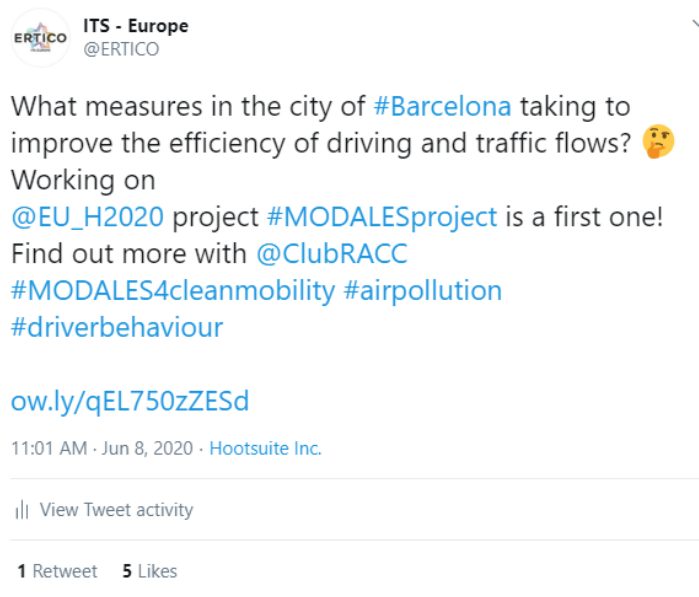 ERTICO
ITS - Europe
@ERTICO
What measures in the city of #Barcelona taking to
improve the efficiency of driving and traffic flows? 🤔
Working on
@EU_H2020 project #MODALESproject is a first one!
Find out more with @ClubRACC
#MODALES4cleanmobility #airpollution
#driverbehaviour
ow.ly/qEL750zZESd
11:01 AM · Jun 8, 2020 · Hootsuite Inc.
View Tweet activity
1 Retweet 5 Likes